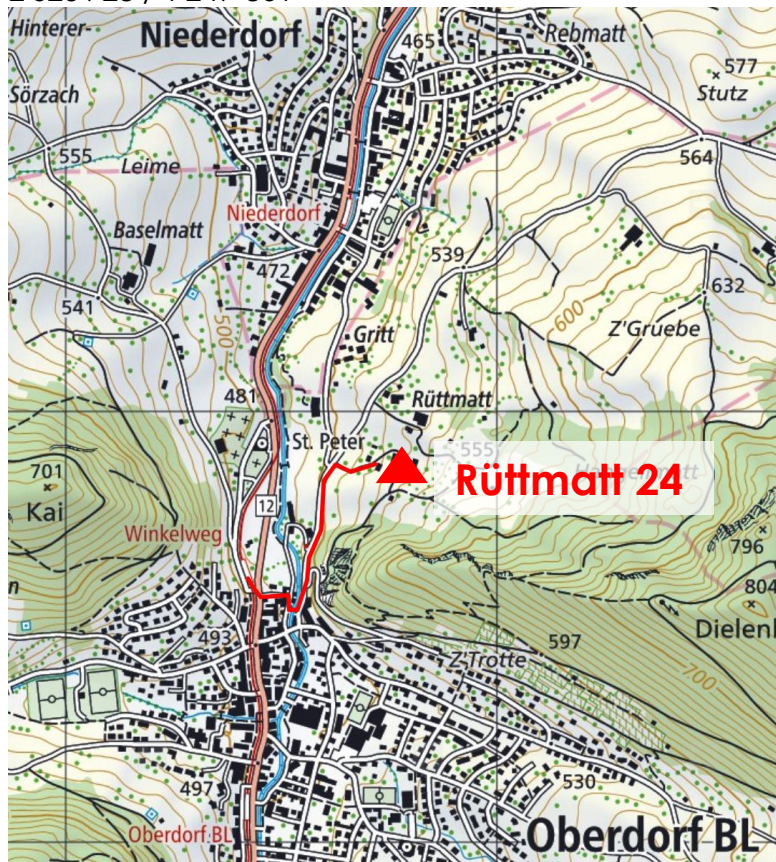 Hinterer-
Niederdorf
465
Rebmatt
577
Stutz
Sörzach
555
Leime
564
Niederdorf
Baselmatt
472
539
632
541
500
600
Z'Gruebe
Gritt
481
Rüttmatt
St. Peter
555
Rüttmatt 24
701
Kai
12
Winkelweg
796
804
n
493
597
Z'Trotte
700
497
530
Oberdorf BL
Oberdorf BL